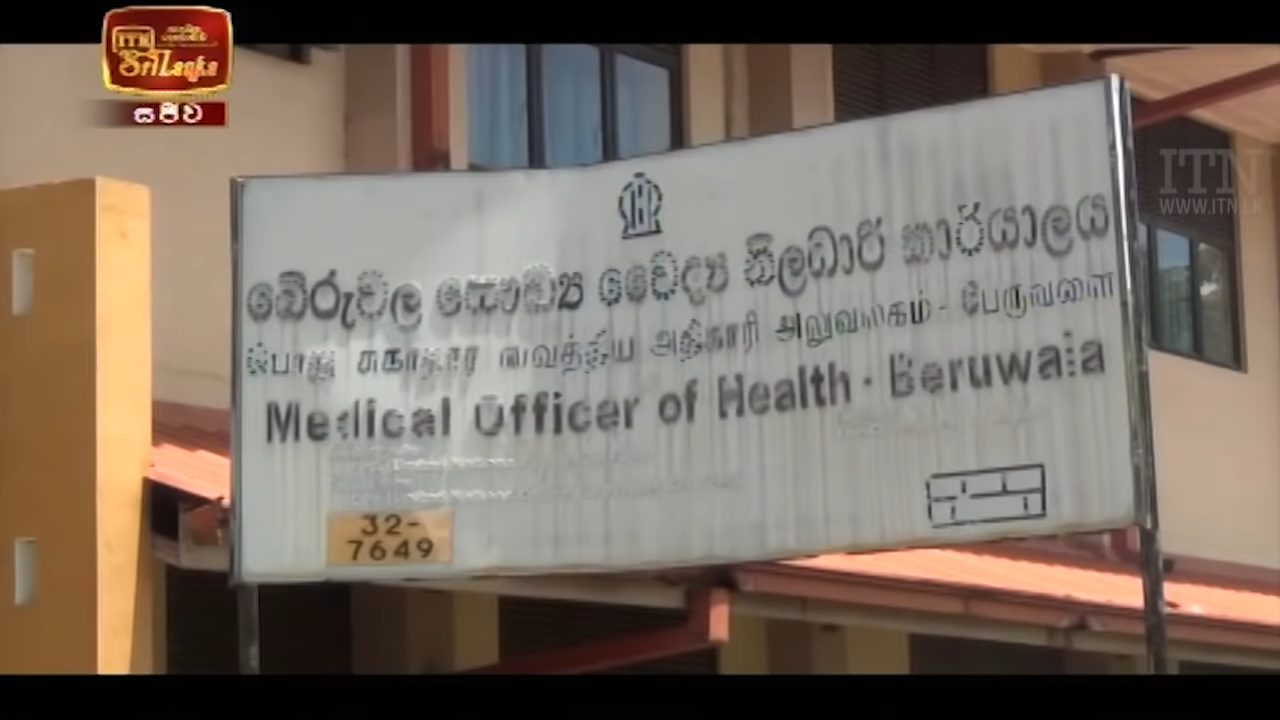 ITN
Sri Lanka
සජීව
ITN
WWW.ITN.LK
බේරුවල සෞඛ්‍ය වෛද්‍ය නිලධාරී කාර්යාලය
சுகாதார வைத்திய அதிகாரி அலுவலகம் - பேருவளை
Medical Officer of Health - Beruwala
32-
7649